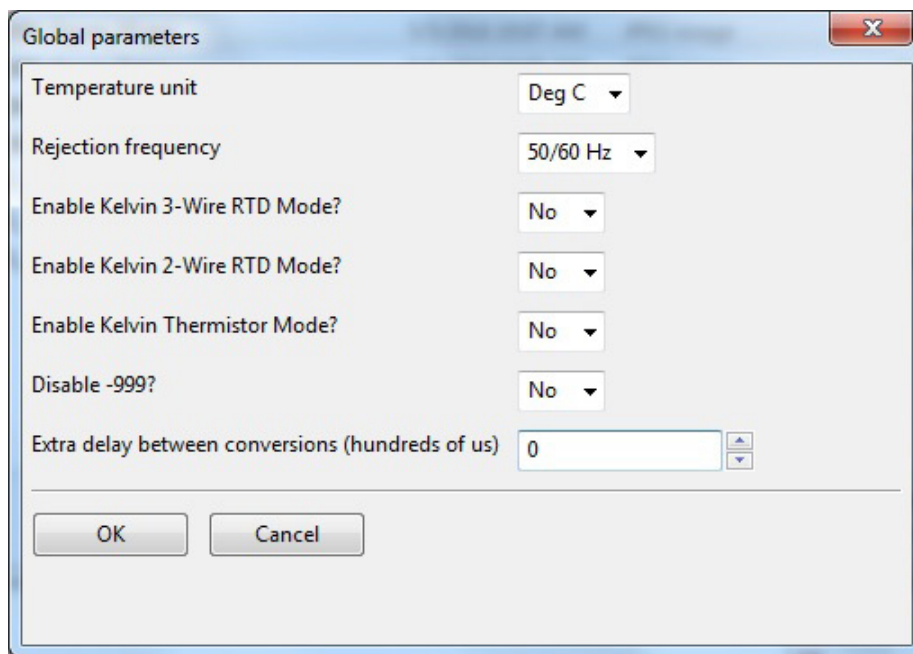 Global parameters
Temperature unit Deg C
Rejection frequency 50/60 Hz
Enable Kelvin 3-Wire RTD Mode? No
Enable Kelvin 2-Wire RTD Mode? No
Enable Kelvin Thermistor Mode? No
Disable -999? No
Extra delay between conversions (hundreds of us) 0
OK Cancel